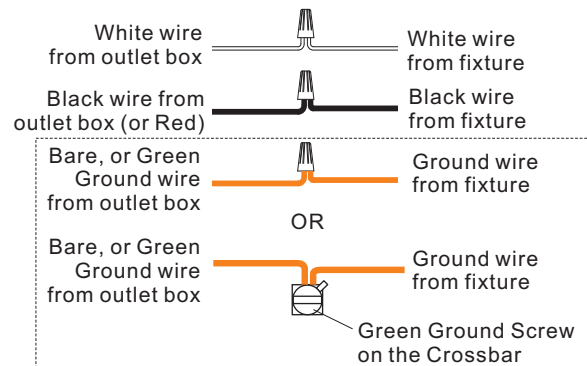 White wire
from outlet box
White wire
from fixture
Black wire from
outlet box (or Red)
Black wire
from fixture
Bare, or Green
Ground wire
from outlet box
Ground wire
from fixture
OR
Bare, or Green
Ground wire
from outlet box
Ground wire
from fixture
Green Ground Screw
on the Crossbar